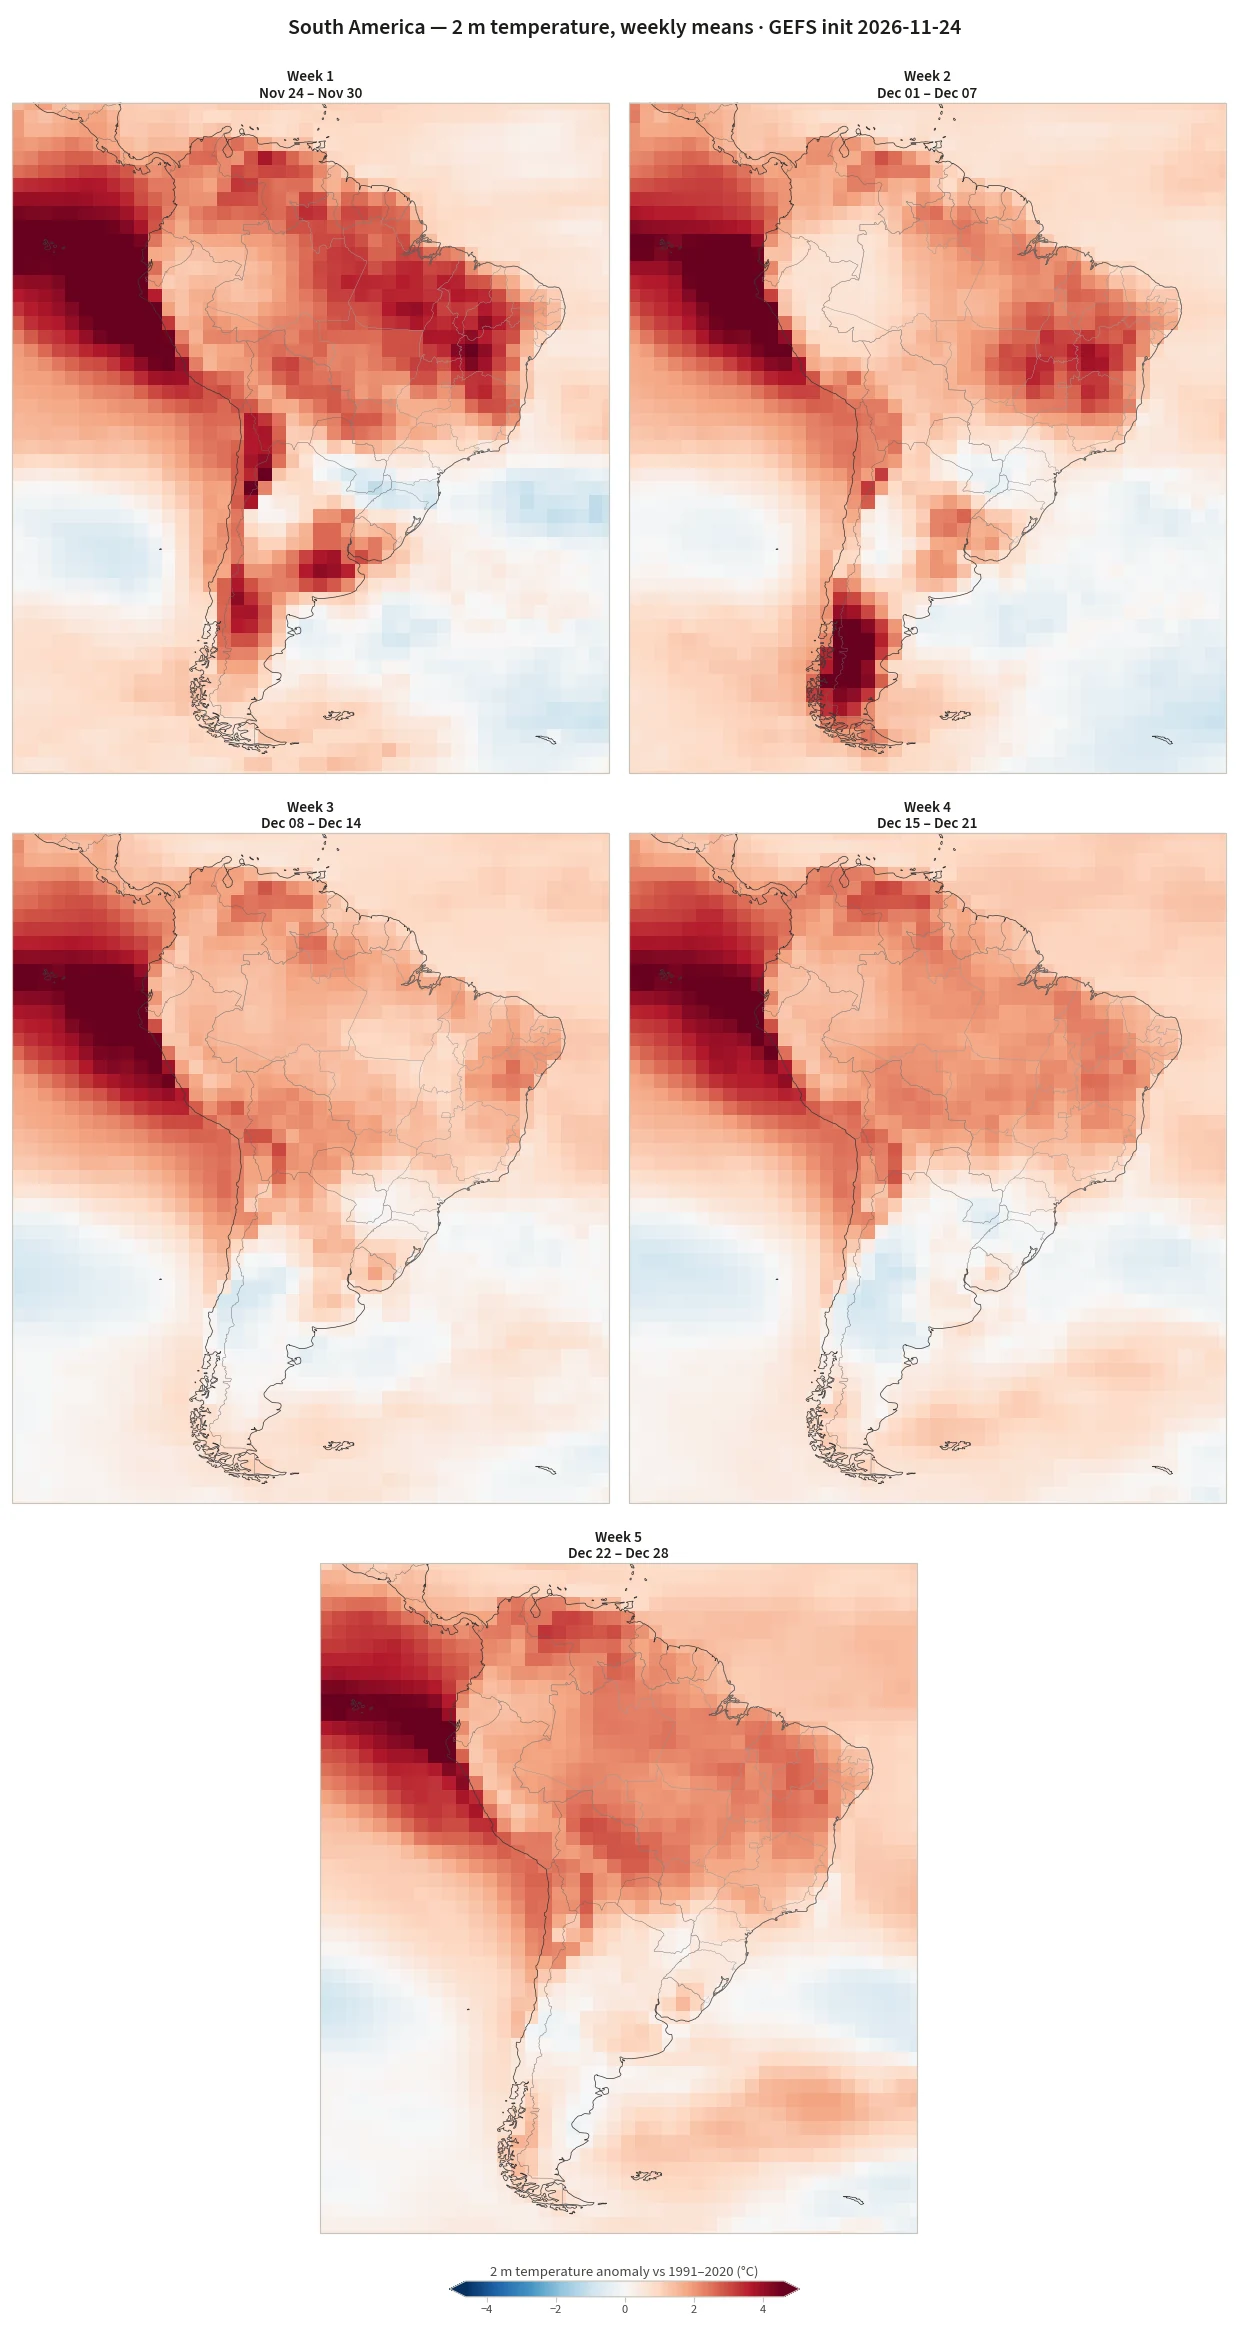 South America — 2 m temperature, weekly means · GEFS init 2026-11-24
Week 1
Nov 24 – Nov 30
Week 2
Dec 01 – Dec 07
Week 3
Dec 08 – Dec 14
Week 4
Dec 15 – Dec 21
Week 5
Dec 22 – Dec 28
2 m temperature anomaly vs 1991–2020 (°C)
−4 −2 0 2 4